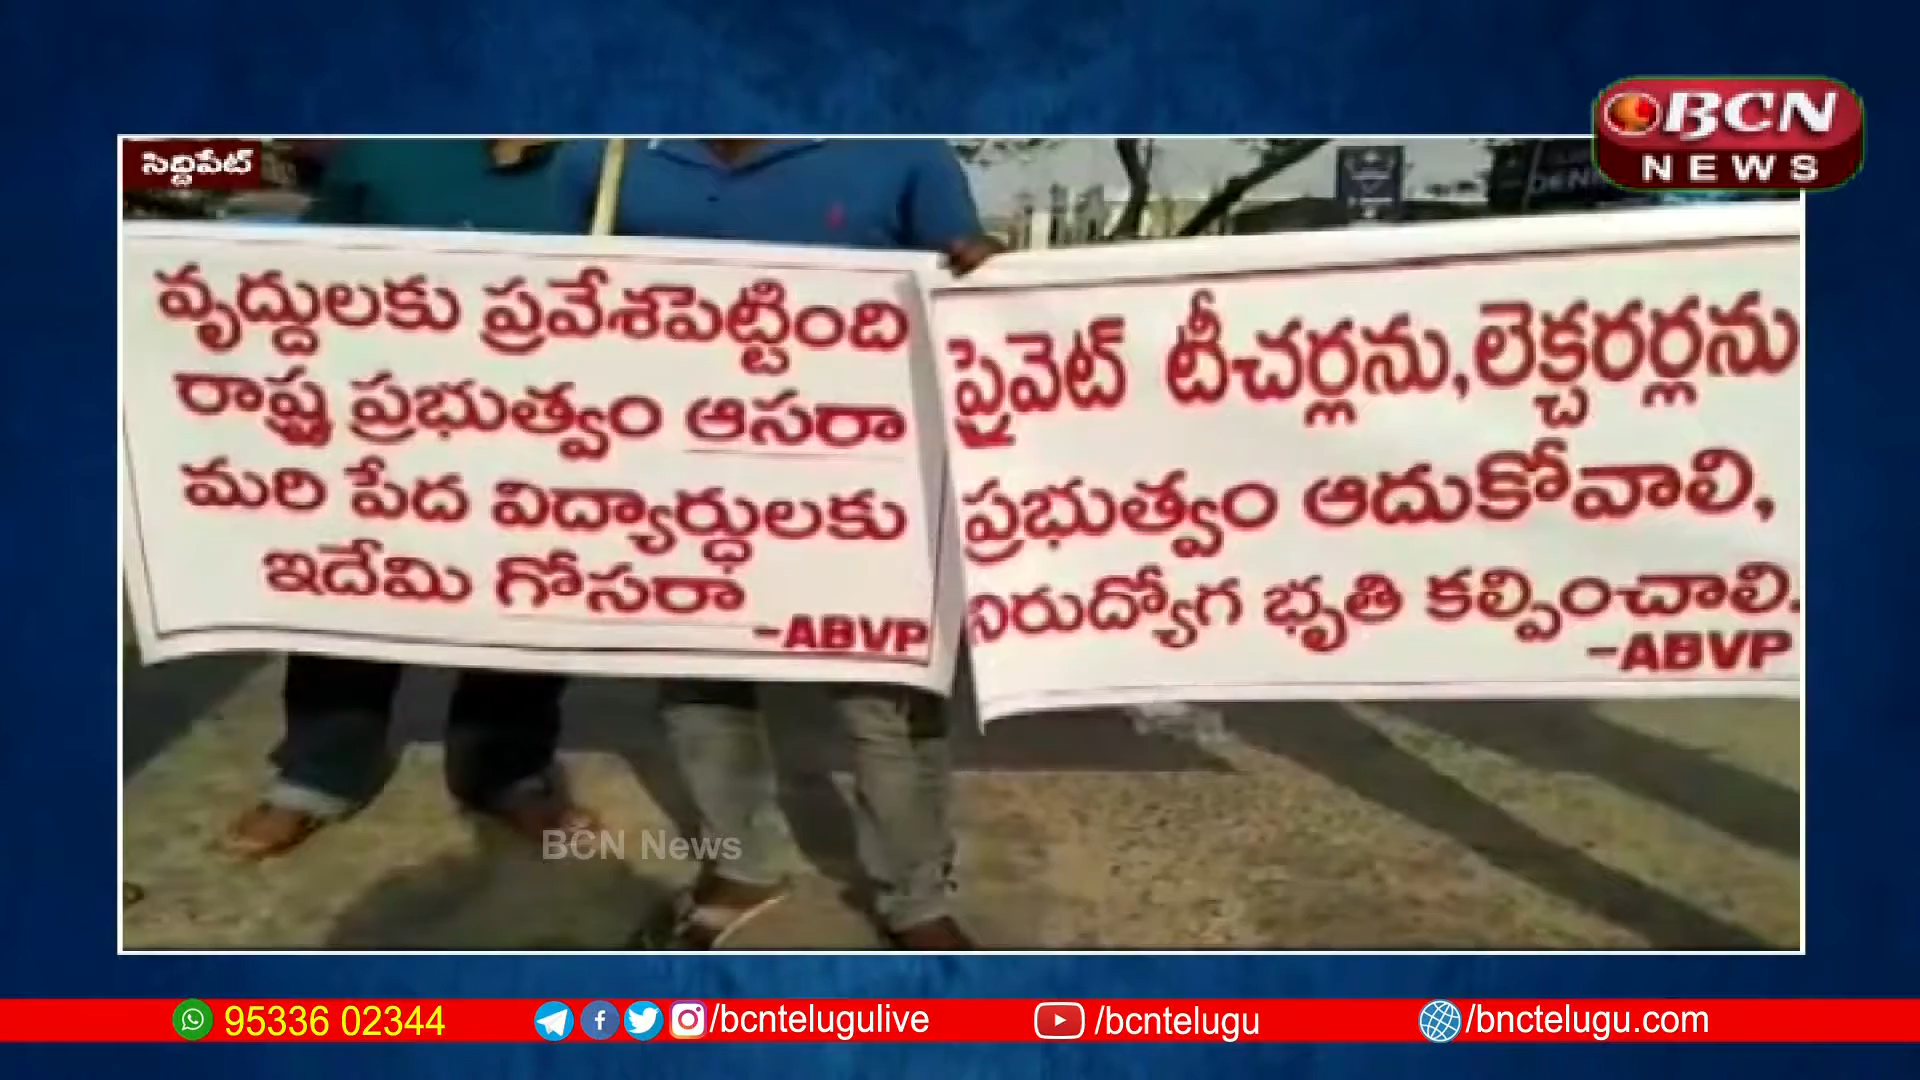 BCN
NEWS
సిద్దిపేట్
వృద్దులకు ప్రవేశపెట్టింది
రాష్ట్ర ప్రభుత్వం ఆసరా
మరి పేద విద్యార్ధులకు
ఇదేమి గోసరా
-ABVP
ప్రైవెట్ టీచర్లను, లెక్చరర్లను
ప్రభుత్వం ఆదుకోవాలి,
నిరుద్యోగ భృతి కల్పించాలి.
-ABVP
BCN News
95336 02344
/bcntelugulive
/bcntelugu
/bnctelugu.com